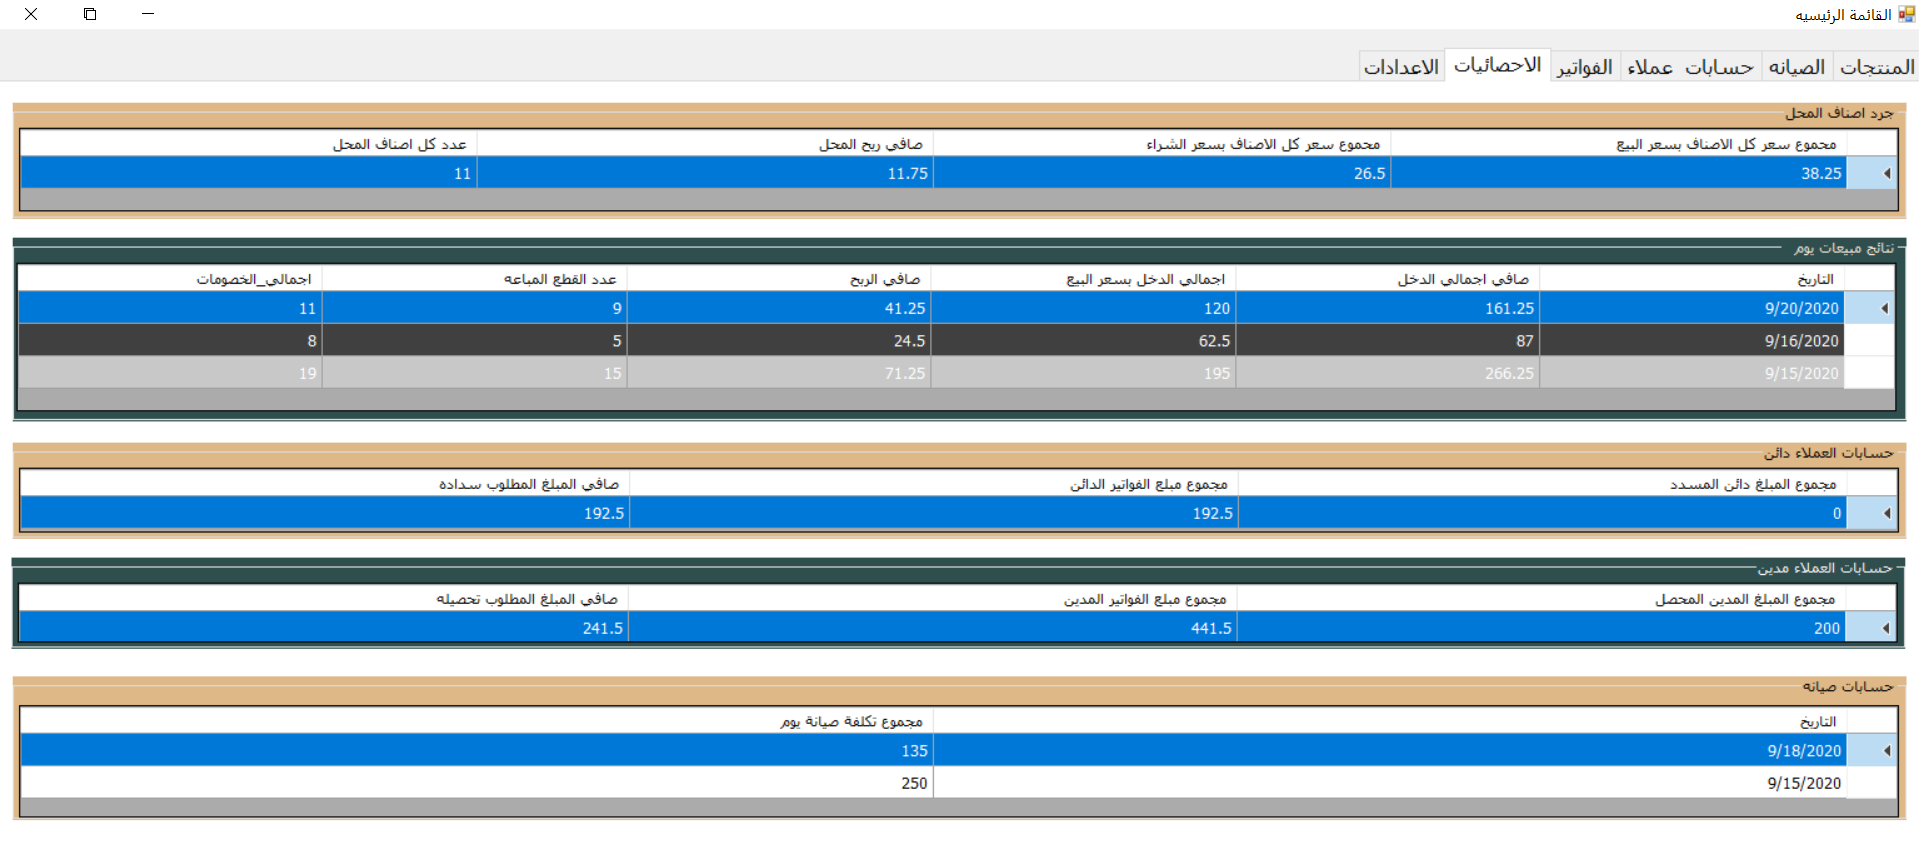 القائمة الرئيسيه
المنتجات الصيانه حسابات عملاء الفواتير الاحصائيات الاعدادات
جرد اصناف المحل
مجموع سعر كل الاصناف بسعر البيع مجموع سعر كل الاصناف بسعر الشراء صافي ربح المحل عدد كل اصناف المحل
38.25 26.5 11.75 11
نتائج مبيعات يوم
التاريخ صافي اجمالي الدخل اجمالي الدخل بسعر البيع صافي الربح عدد القطع المباعه اجمالي_الخصومات
9/20/2020 161.25 120 41.25 9 11
9/16/2020 87 62.5 24.5 5 8
9/15/2020 266.25 195 71.25 15 19
حسابات العملاء دائن
مجموع المبلغ دائن المسدد مجموع مبلغ الفواتير الدائن صافي المبلغ المطلوب سداده
0 192.5 192.5
حسابات العملاء مدين
مجموع المبلغ المدين المحصل مجموع مبلغ الفواتير المدين صافي المبلغ المطلوب تحصيله
200 441.5 241.5
حسابات صيانه
التاريخ مجموع تكلفة صيانة يوم
9/18/2020 135
9/15/2020 250